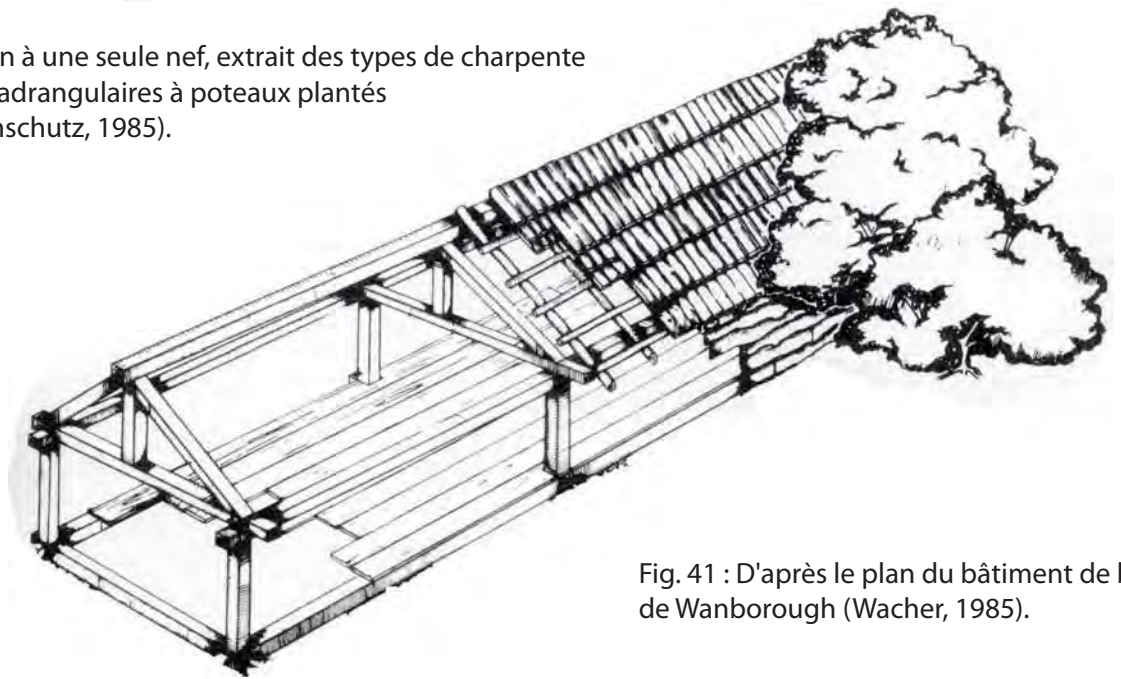 n à une seule nef, extrait des types de charpente
adrangulaires à poteaux plantés
nschutz, 1985).
Fig. 41 : D'après le plan du bâtiment de
de Wanborough (Wacher, 1985).